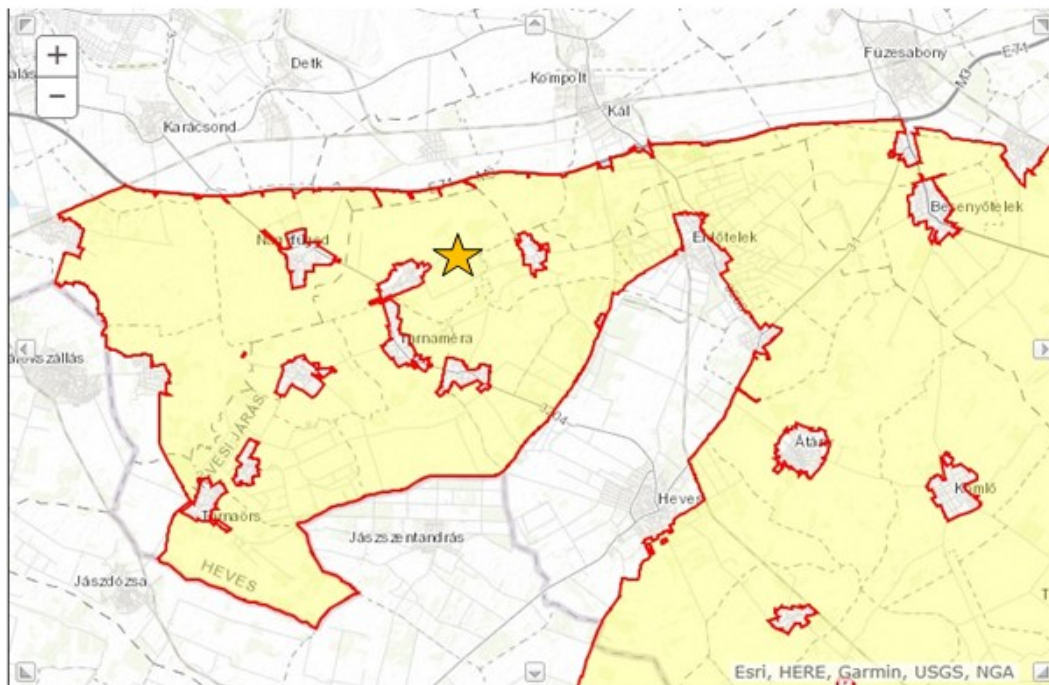 +
Detk
Füzesabony
E71
M3
Kompolt
−
Kál
Karácsond
Besenyőtelek
Erdőtelek
31
Tarnaméra
3204
HEVESI JÁRÁS
Átány
Heves
Kömlő
Tarnaörs
Jászszentandrás
HEVES
Jászdózsa
Esri, HERE, Garmin, USGS, NGA